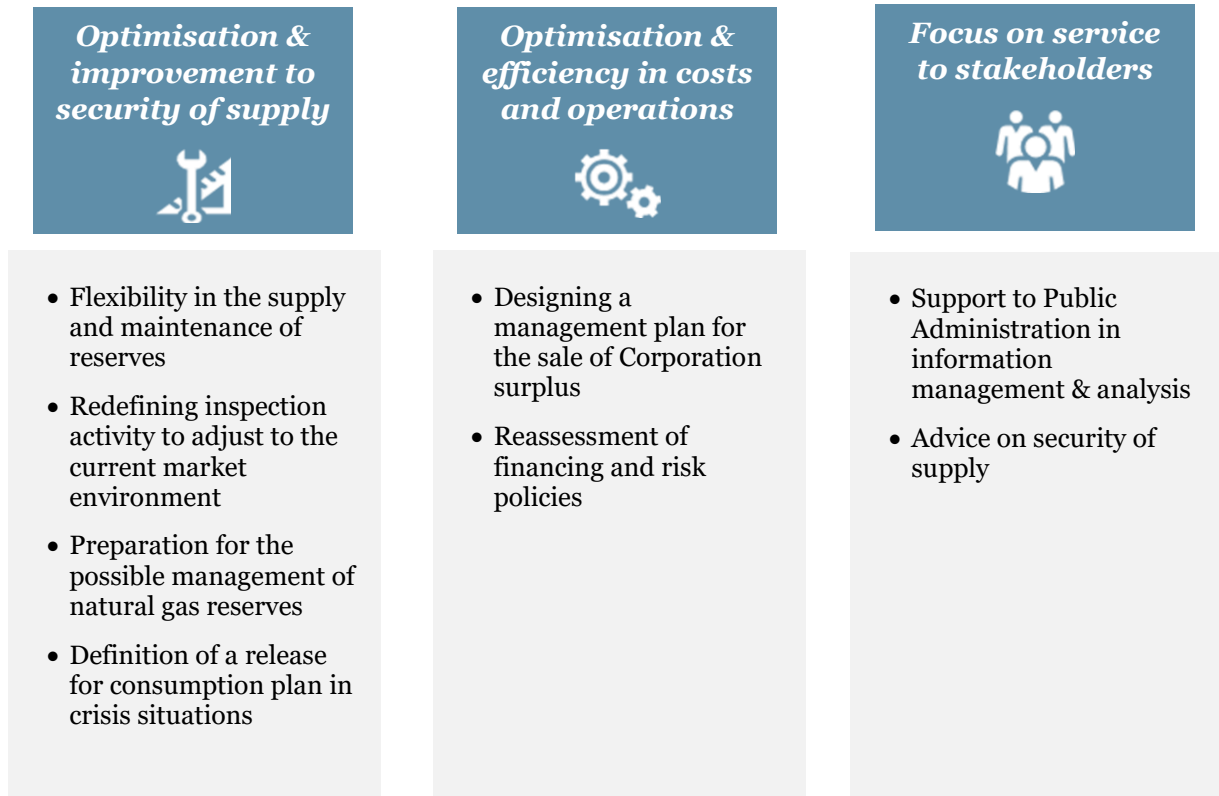 Optimisation &
improvement to
security of supply
• Flexibility in the supply
and maintenance of
reserves
• Redefining inspection
activity to adjust to the
current market
environment
• Preparation for the
possible management of
natural gas reserves
• Definition of a release
for consumption plan in
crisis situations
Optimisation &
efficiency in costs
and operations
• Designing a
management plan for
the sale of Corporation
surplus
• Reassessment of
financing and risk
policies
Focus on service
to stakeholders
• Support to Public
Administration in
information
management & analysis
• Advice on security of
supply